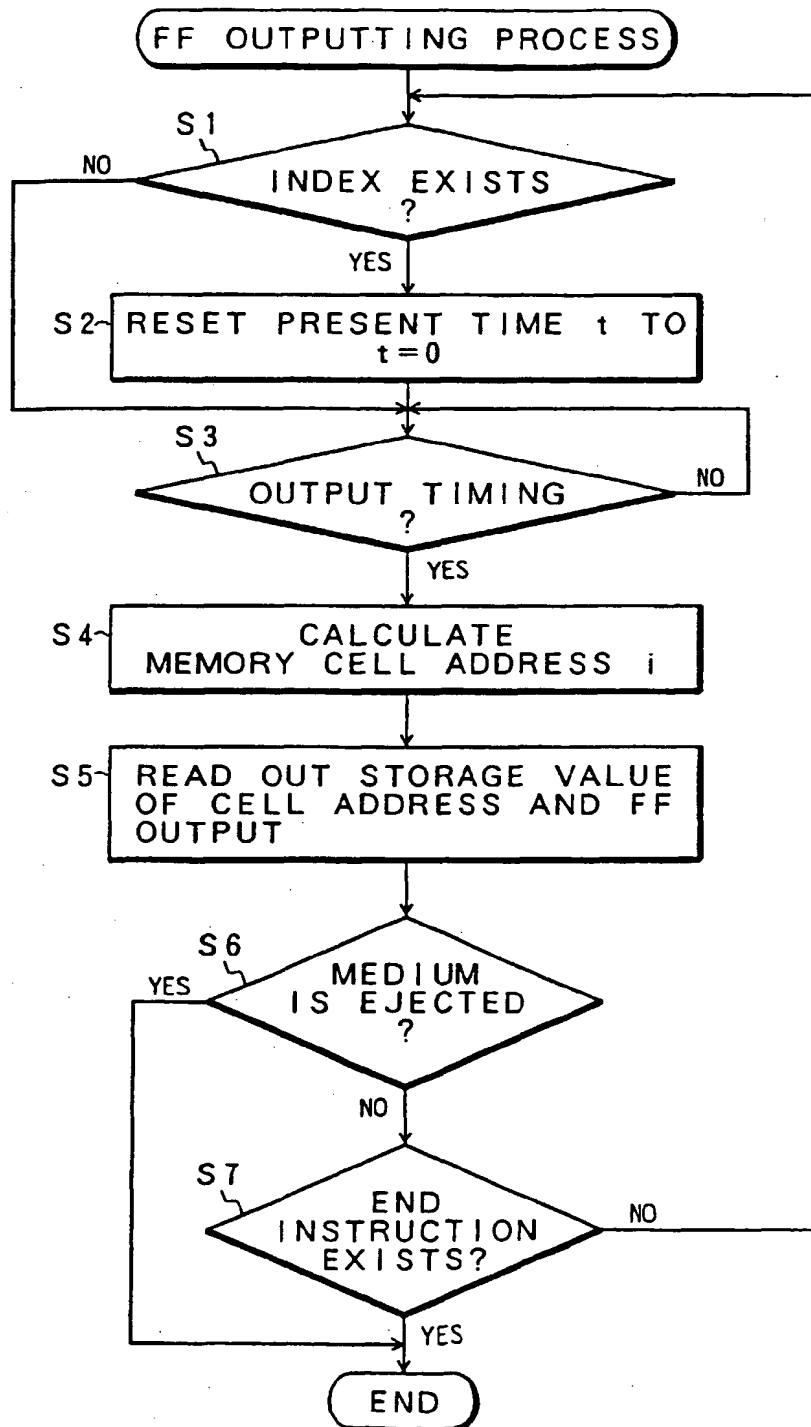 FF OUTPUTTING PROCESS
S1
NO
INDEX EXISTS
?
YES
S2
RESET PRESENT TIME t TO
t=0
S3
OUTPUT TIMING
?
NO
YES
S4
CALCULATE
MEMORY CELL ADDRESS i
S5
READ OUT STORAGE VALUE
OF CELL ADDRESS AND FF
OUTPUT
S6
YES
MEDIUM
IS EJECTED
?
NO
S7
END
INSTRUCTION
EXISTS?
NO
YES
END